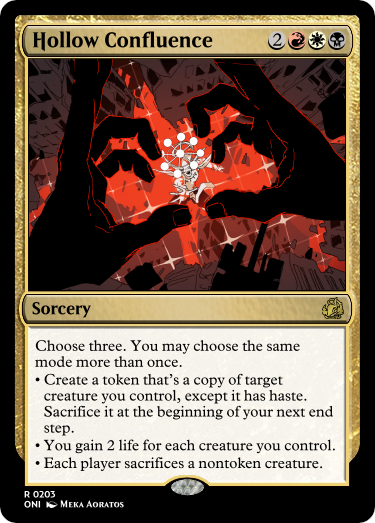 Hollow Confluence 2
Sorcery
Choose three. You may choose the same
mode more than once.
• Create a token that's a copy of target
creature you control, except it has haste.
Sacrifice it at the beginning of your next end
step.
• You gain 2 life for each creature you control.
• Each player sacrifices a nontoken creature.
R 0203
ONI Meka Aoratos